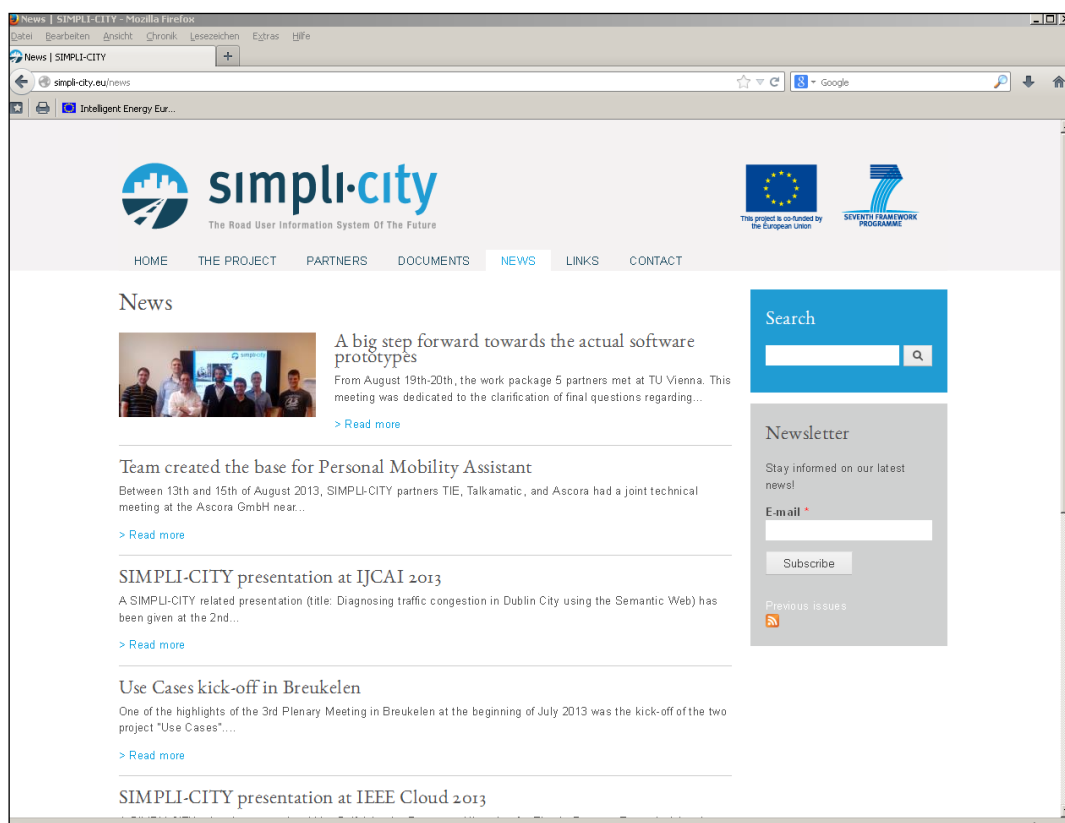 News | SIMPLI-CITY - Mozilla Firefox
Datei Bearbeiten Ansicht Chronik Lesezeichen Extras Hilfe
News | SIMPLI-CITY
simpli-city.eu/news
Google
Intelligent Energy Eur...
simpli·city
The Road User Information System Of The Future
This project is co-funded by
the European Union
7
SEVENTH FRAMEWORK
PROGRAMME
HOME THE PROJECT PARTNERS DOCUMENTS NEWS LINKS CONTACT
News
simpli·city
A big step forward towards the actual software
prototypes
From August 19th-20th, the work package 5 partners met at TU Vienna. This
meeting was dedicated to the clarification of final questions regarding...
> Read more
Team created the base for Personal Mobility Assistant
Between 13th and 15th of August 2013, SIMPLI-CITY partners TIE, Talkamatic, and Ascora had a joint technical
meeting at the Ascora GmbH near...
> Read more
SIMPLI-CITY presentation at IJCAI 2013
A SIMPLI-CITY related presentation (title: Diagnosing traffic congestion in Dublin City using the Semantic Web) has
been given at the 2nd...
> Read more
Use Cases kick-off in Breukelen
One of the highlights of the 3rd Plenary Meeting in Breukelen at the beginning of July 2013 was the kick-off of the two
project "Use Cases"....
> Read more
SIMPLI-CITY presentation at IEEE Cloud 2013
Search
Newsletter
Stay informed on our latest
news!
E-mail *
Subscribe
Previous issues